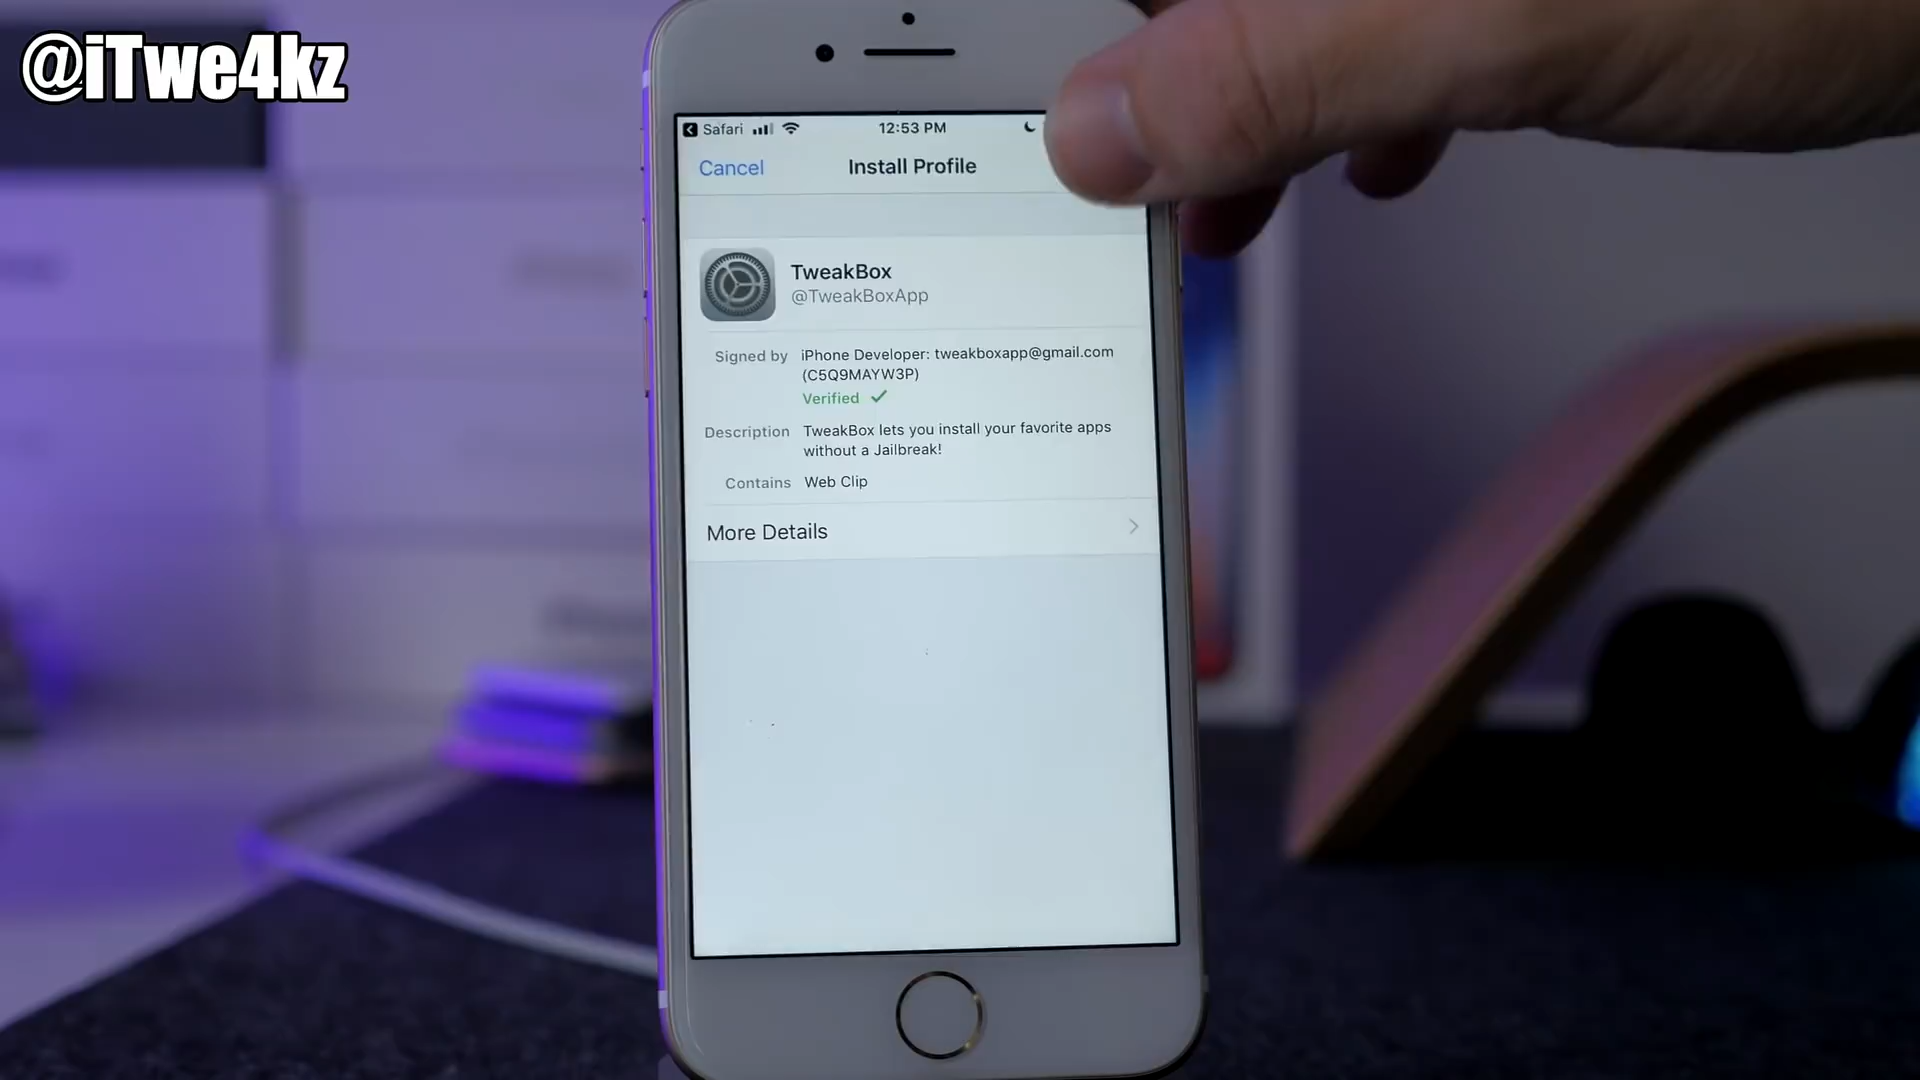 @iTwe4kz
Safari 12:53 PM
Cancel Install Profile
TweakBox
@TweakBoxApp
Signed by iPhone Developer: tweakboxapp@gmail.com
(C5Q9MAYW3P)
Verified
Description TweakBox lets you install your favorite apps
without a Jailbreak!
Contains Web Clip
More Details